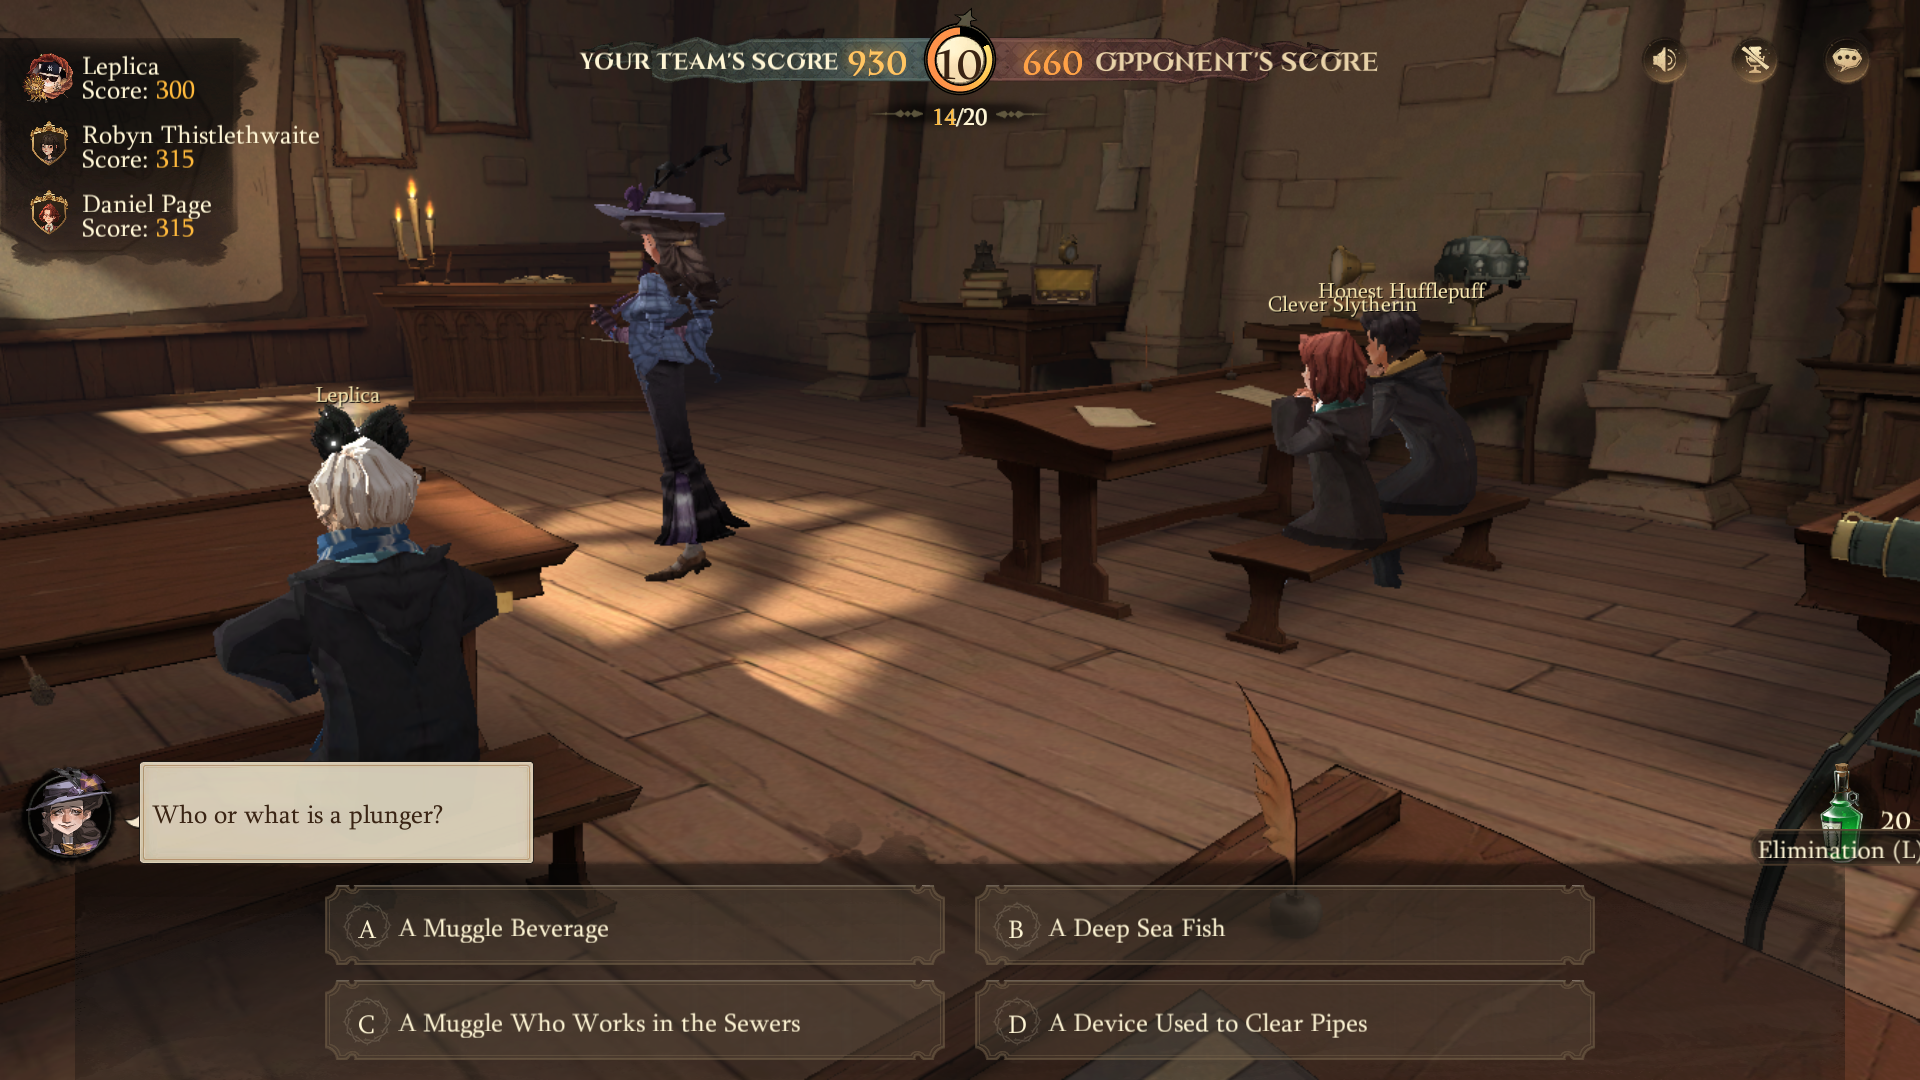 Leplica
Score: 300
Robyn Thistlethwaite
Score: 315
Daniel Page
Score: 315
YOUR TEAM'S SCORE 930
10
660 OPPONENT'S SCORE
14/20
Honest Hufflepuff
Clever Slytherin
Leplica
Who or what is a plunger?
20
Elimination (L)
A A Muggle Beverage
B A Deep Sea Fish
C A Muggle Who Works in the Sewers
D A Device Used to Clear Pipes